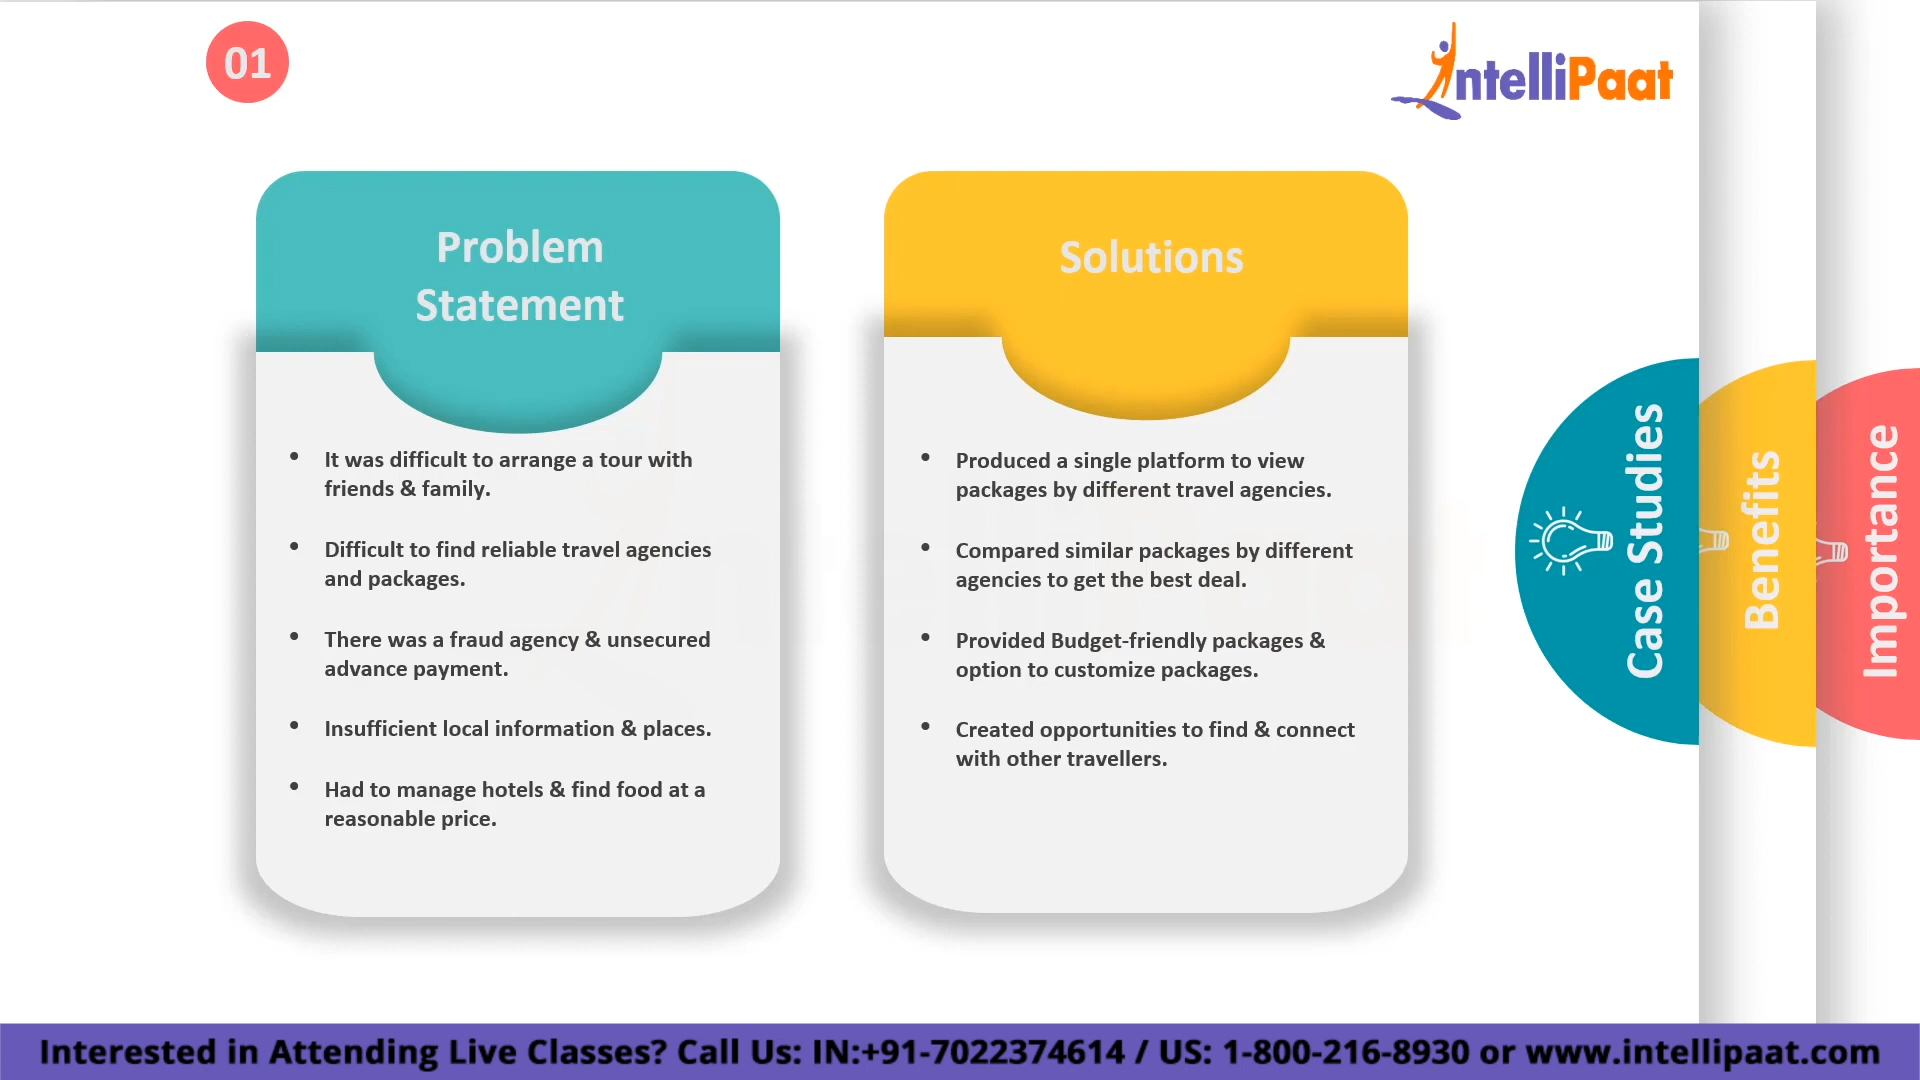 01
ntelliPaat
Problem
Statement
• It was difficult to arrange a tour with
friends & family.
• Difficult to find reliable travel agencies
and packages.
• There was a fraud agency & unsecured
advance payment.
• Insufficient local information & places.
• Had to manage hotels & find food at a
reasonable price.
Solutions
• Produced a single platform to view
packages by different travel agencies.
• Compared similar packages by different
agencies to get the best deal.
• Provided Budget-friendly packages &
option to customize packages.
• Created opportunities to find & connect
with other travellers.
Case Studies
Benefits
Importance
Interested in Attending Live Classes? Call Us: IN:+91-7022374614 / US: 1-800-216-8930 or www.intellipaat.com